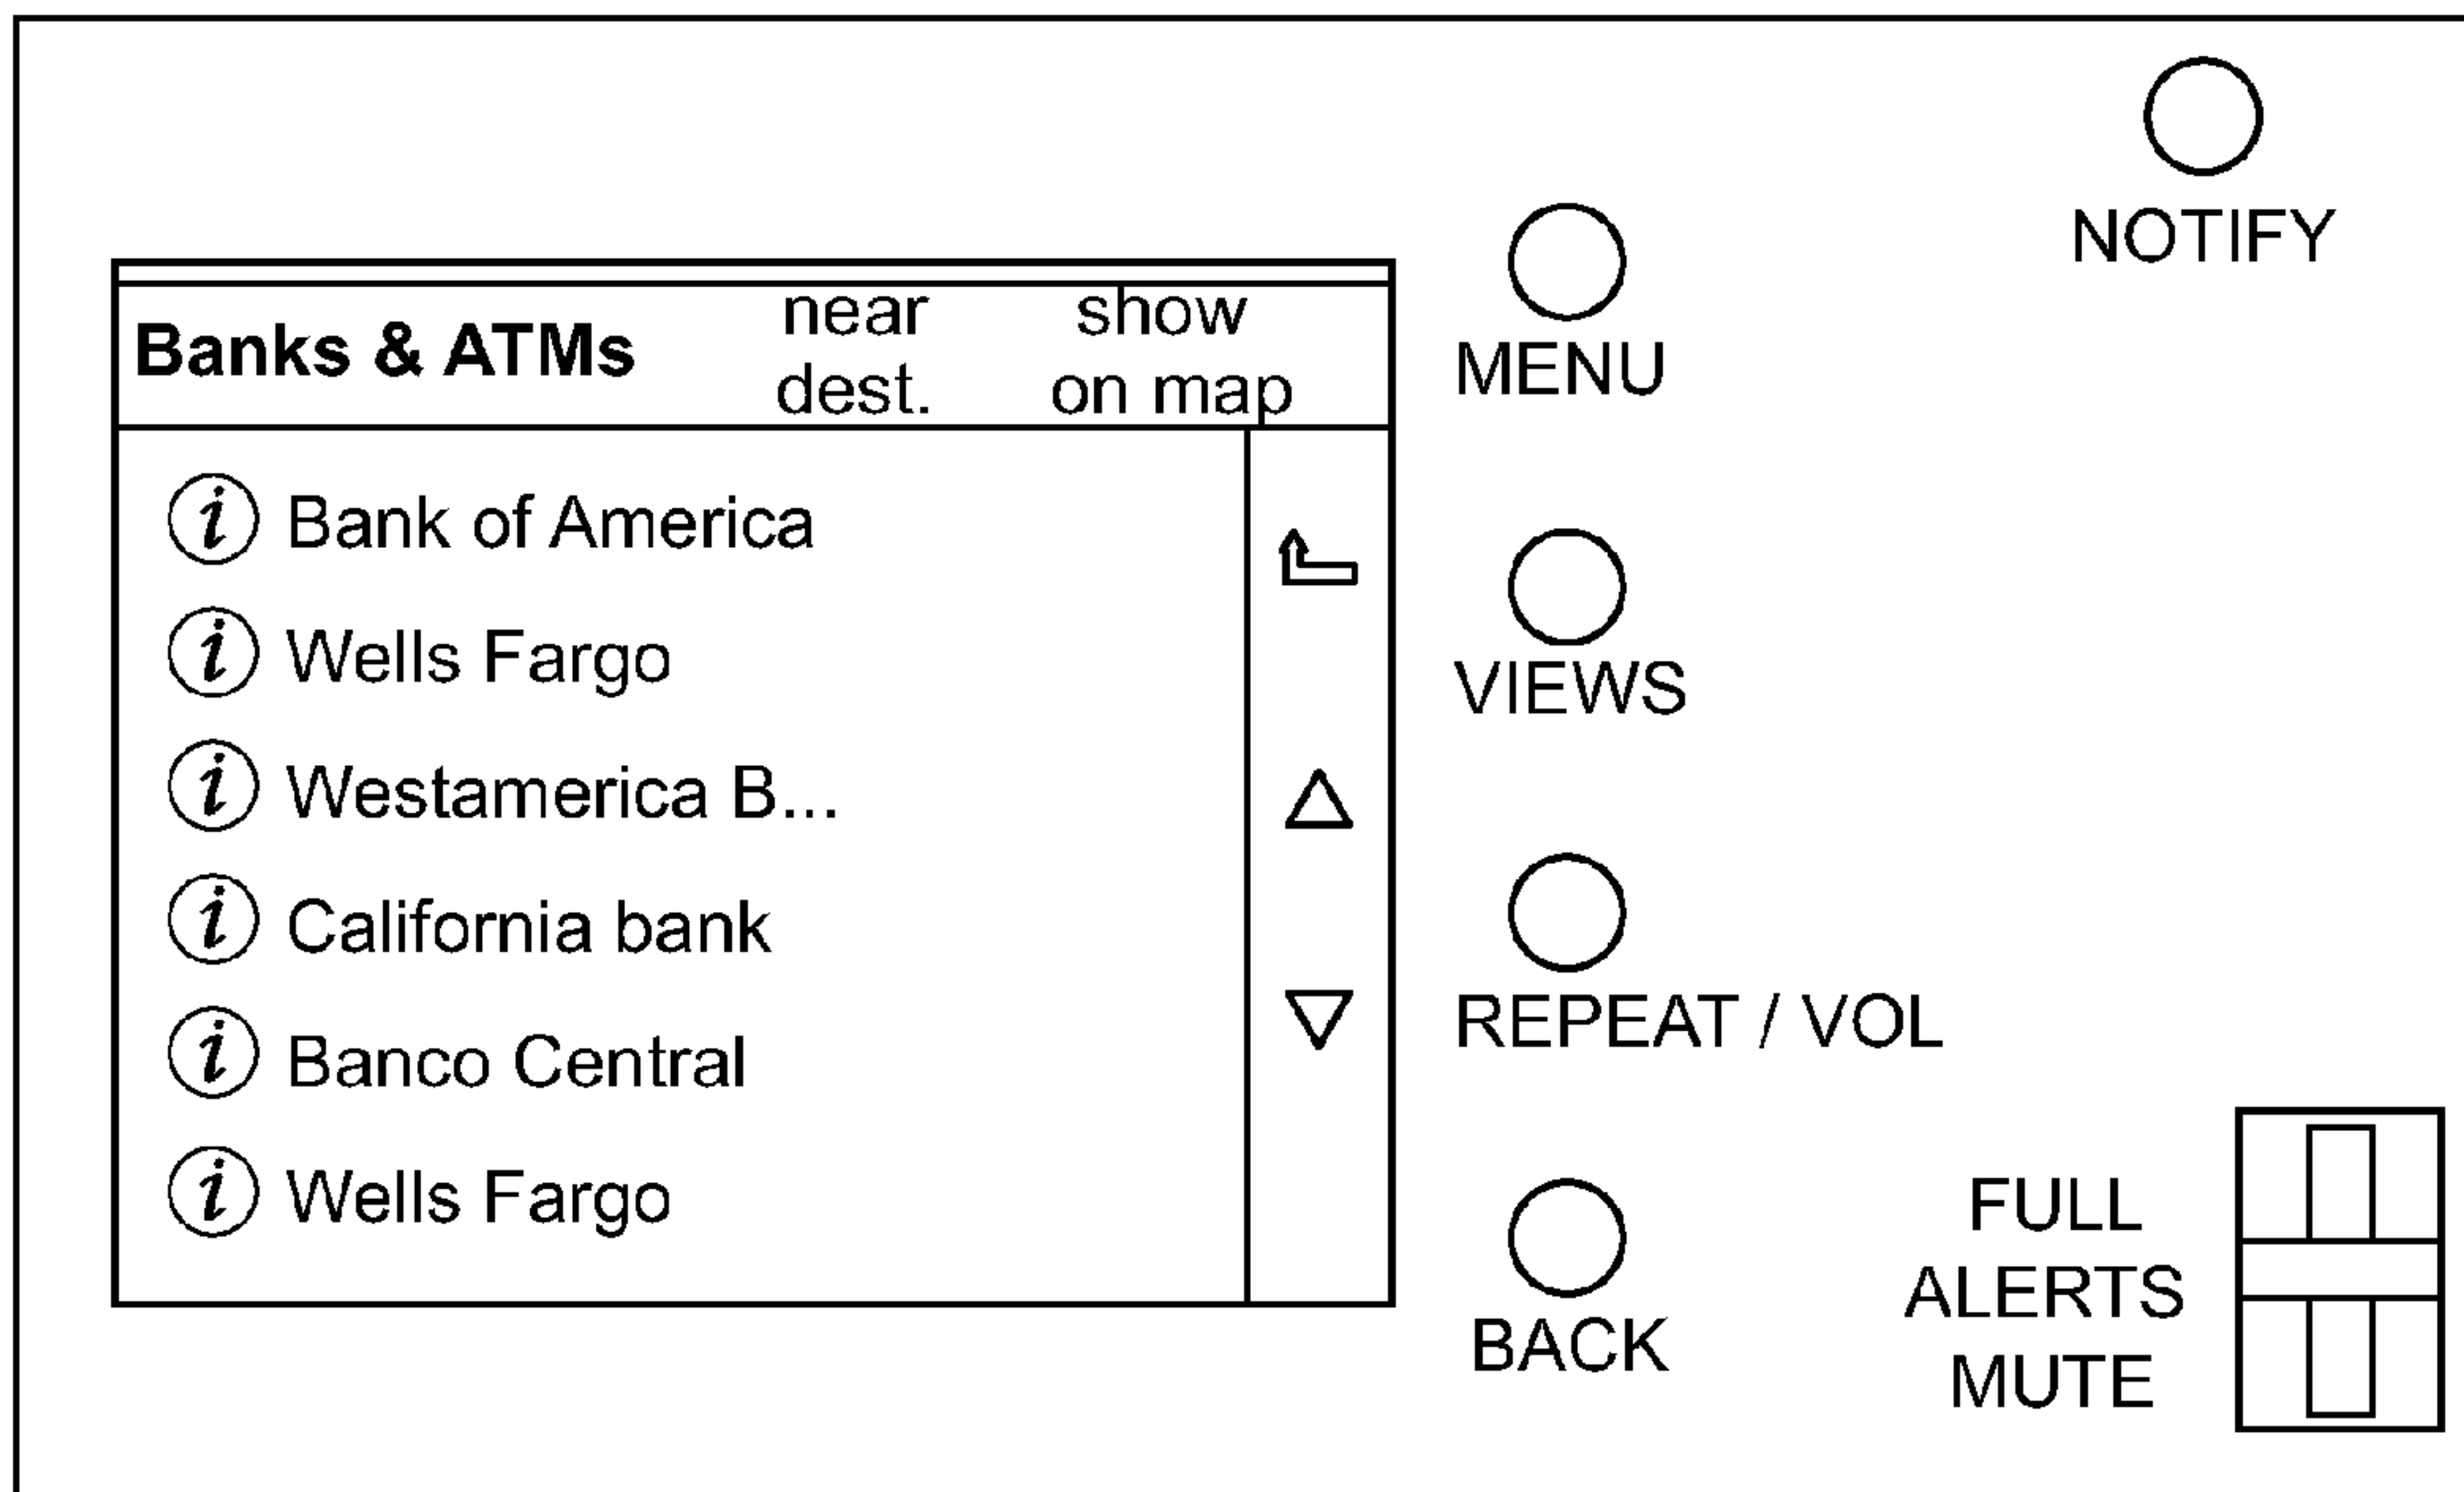 NOTIFY
MENU
Banks & ATMs
near
dest.
show
on map
i Bank of America
i Wells Fargo
i Westamerica B...
i California bank
i Banco Central
i Wells Fargo
VIEWS
REPEAT / VOL
BACK
FULL
ALERTS
MUTE